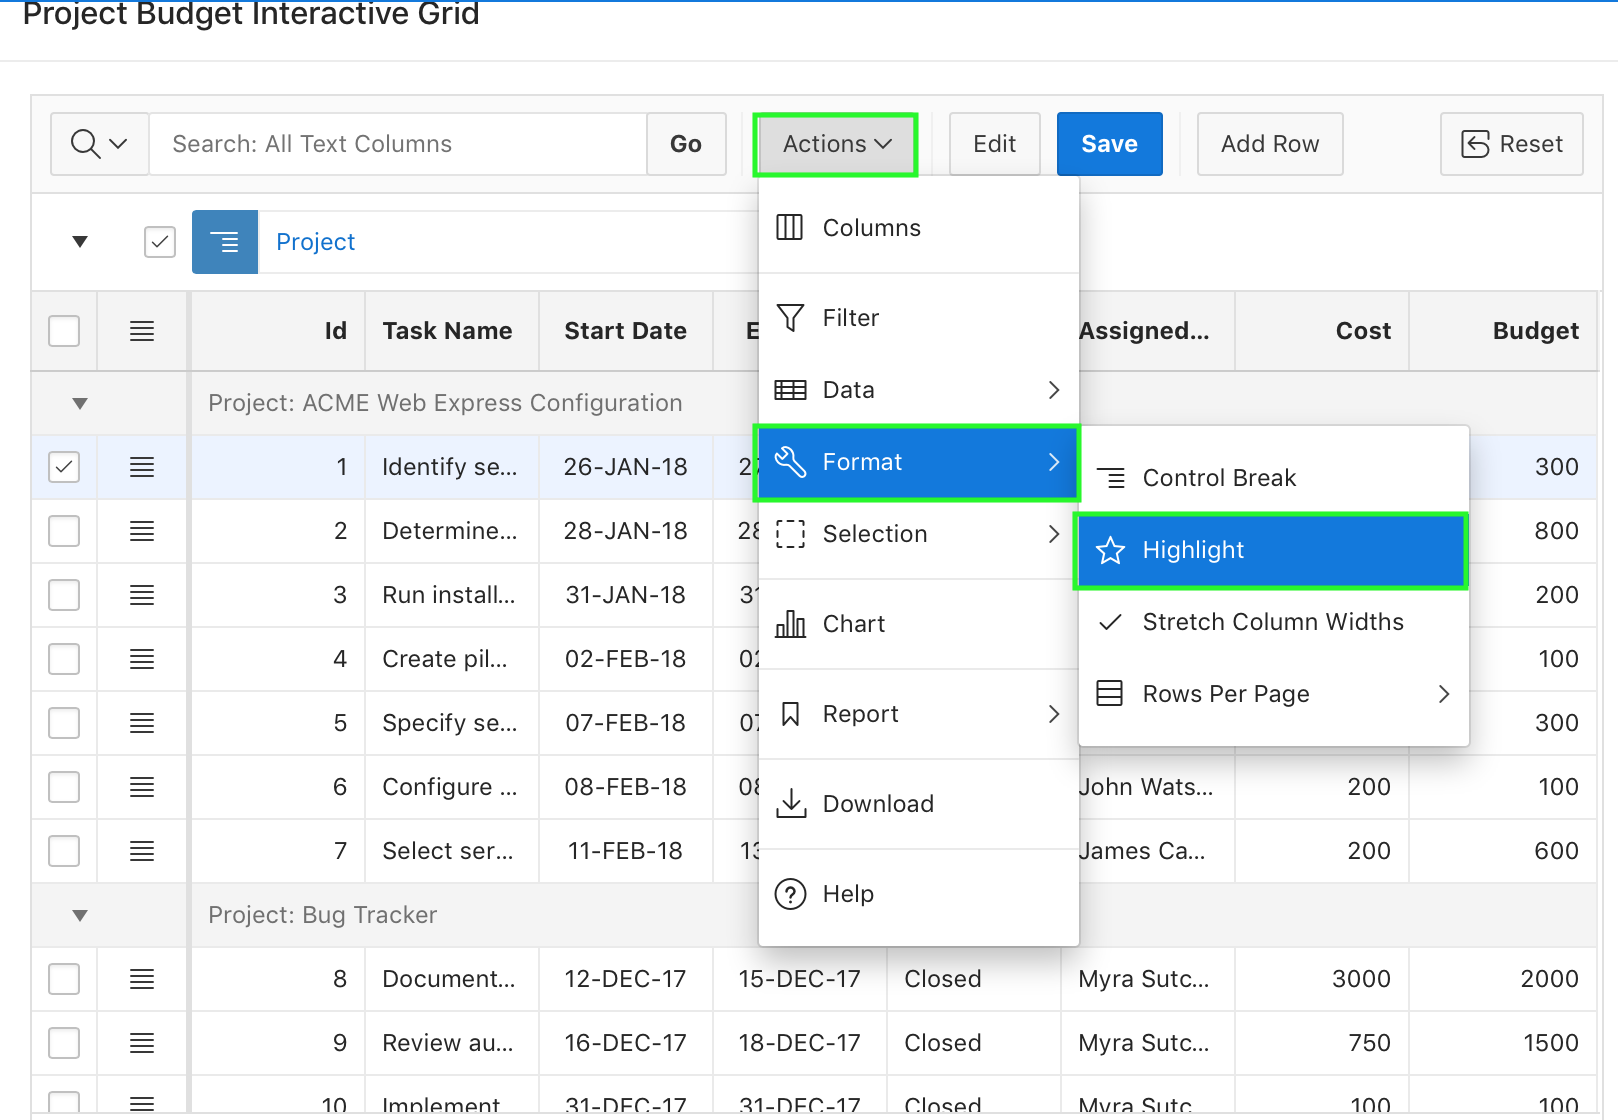 Project Budget Interactive Grid
Search: All Text Columns Go Actions Edit Save Add Row Reset
Project
Columns
Filter
Data
Format
Selection
Chart
Report
Download
Help
Control Break
Highlight
Stretch Column Widths
Rows Per Page
Id Task Name Start Date E Assigned... Cost Budget
Project: ACME Web Express Configuration
1 Identify se... 26-JAN-18 27 300
2 Determine... 28-JAN-18 28 800
3 Run install... 31-JAN-18 31 200
4 Create pil... 02-FEB-18 02 100
5 Specify se... 07-FEB-18 07 300
6 Configure ... 08-FEB-18 08 John Wats... 200 100
7 Select ser... 11-FEB-18 13 James Ca... 200 600
Project: Bug Tracker
8 Document... 12-DEC-17 15-DEC-17 Closed Myra Sutc... 3000 2000
9 Review au... 16-DEC-17 18-DEC-17 Closed Myra Sutc... 750 1500
10 Implement 31-DEC-17 31-DEC-17 Closed Myra Sutc 100 100